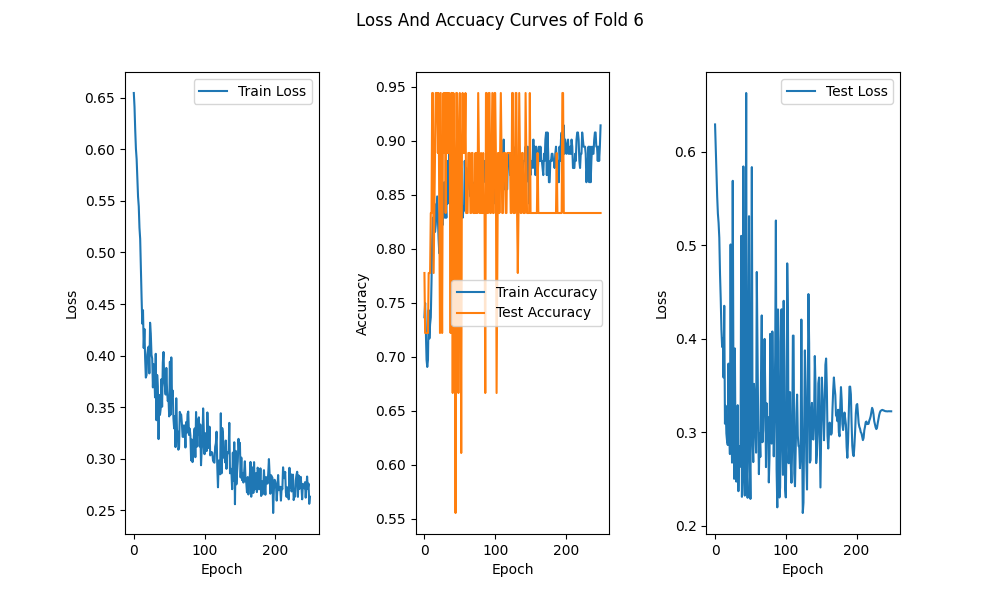 Loss And Accuacy Curves of Fold 6
Train Loss
0.65
0.60
0.55
0.50
0.45
0.40
0.35
0.30
0.25
Loss
0
100
200
Epoch
0.95
0.90
0.85
0.80
0.75
0.70
0.65
0.60
0.55
Accuracy
Train Accuracy
Test Accuracy
0
100
200
Epoch
Test Loss
0.6
0.5
0.4
0.3
0.2
Loss
0
100
200
Epoch